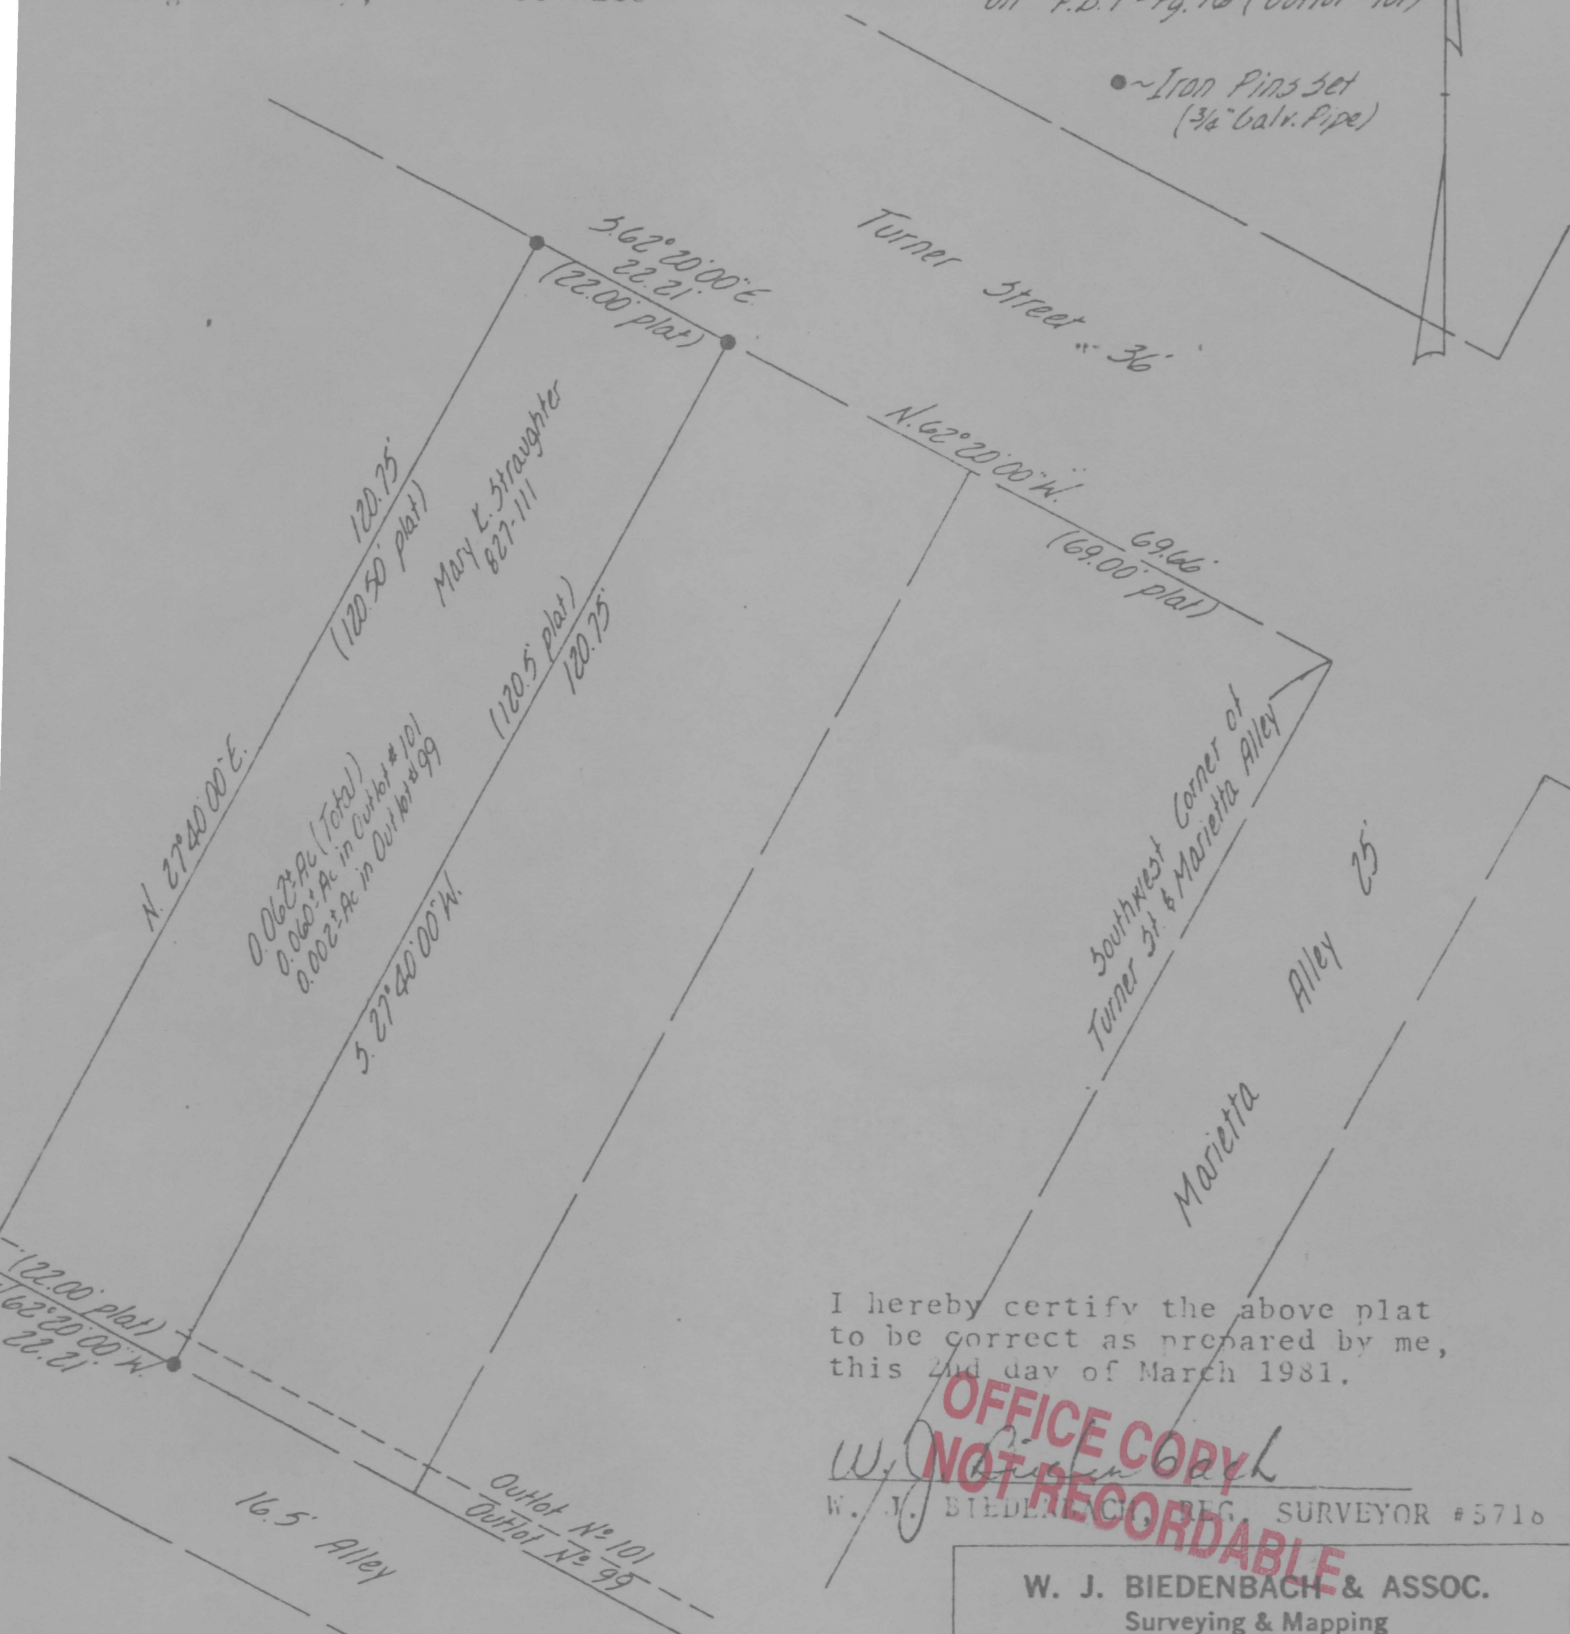 ● ~ Iron Pins Set
(3/4" Galv. Pipe)
Turner Street ... 36'
S.62°20'00"E.
22.21'
(22.00' plat)
N.62°20'00"W.
69.66'
(69.00' plat)
120.75'
(120.50' plat)
N. 27°40'00"E.
Mary L. Straughter
827-111
(120.5' plat)
120.75'
S. 27°40'00"W.
0.062± Ac (Total)
0.060± Ac in Outlot #101
0.002± Ac in Outlot #99
Southwest Corner of
Turner St. & Marietta Alley
Marietta Alley 25'
(22.00' plat)
62°20'00"W.
22.21'
16.5' Alley
Outlot Nº 101
Outlot Nº 99
I hereby certify the above plat
to be correct as prepared by me,
this 2nd day of March 1981.
W. J. Biedenbach
W. J. BIEDENBACH, REG. SURVEYOR #5718
OFFICE COPY
NOT RECORDABLE
W. J. BIEDENBACH & ASSOC.
Surveying & Mapping